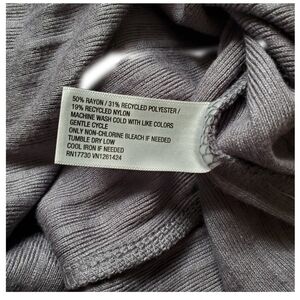 50% RAYON / 31% RECYCLED POLYESTER /
19% RECYCLED NYLON
MACHINE WASH COLD WITH LIKE COLORS
GENTLE CYCLE
ONLY NON-CHLORINE BLEACH IF NEEDED
TUMBLE DRY LOW
COOL IRON IF NEEDED
RN17730 VN1261424